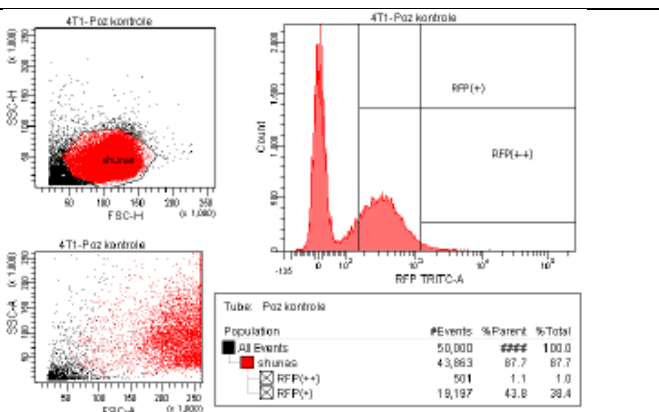 4T1-Poz kontrole
SSC-H
(x 1,000)
50 100 150 200 250
shunas
50 100 150 200 250
FSC-H
(x 1,000)
4T1-Poz kontrole
Count
500
1,000
1,500
2,000
RFP(+)
RFP(++)
-135 0
RFP TRITC-A
4T1-Poz kontrole
SSC-A
(x 1,000)
50 100 150 200 250
50 100 150 200 250
FSC-A
(x 1,000)
Tube: Poz kontrole
Population #Events %Parent %Total
All Events 50,000 #### 100.0
shunas 43,863 87.7 87.7
RFP(++) 501 1.1 1.0
RFP(+) 19,197 43.8 38.4